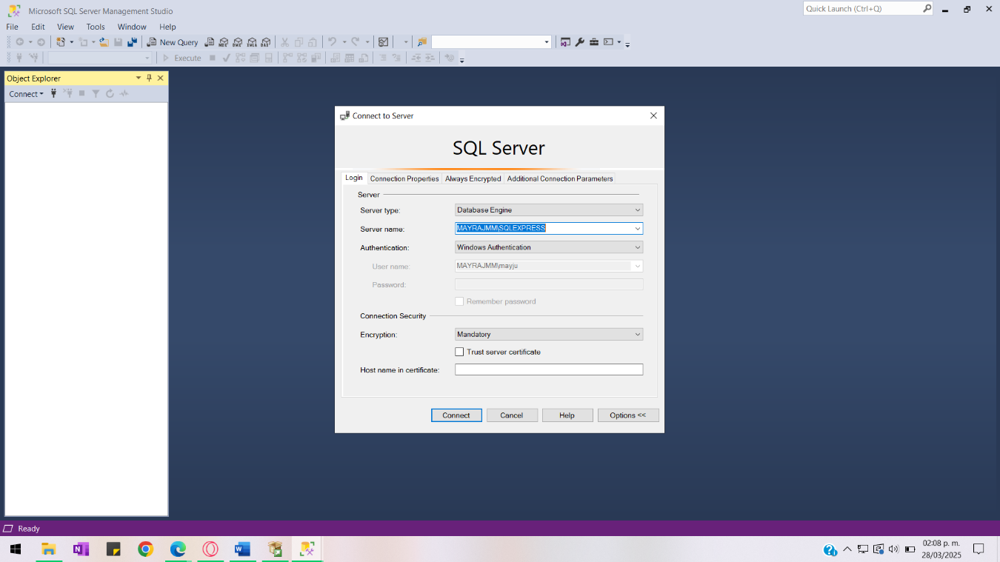 Microsoft SQL Server Management Studio
Quick Launch (Ctrl+Q)
File Edit View Tools Window Help
New Query
Execute
Object Explorer
Connect
Connect to Server
SQL Server
Login Connection Properties Always Encrypted Additional Connection Parameters
Server
Server type: Database Engine
Server name: MAYRAJMM\SQLEXPRESS
Authentication: Windows Authentication
User name: MAYRAJMM\mayju
Password:
Remember password
Connection Security
Encryption: Mandatory
Trust server certificate
Host name in certificate:
Connect Cancel Help Options <<
Ready
02:08 p. m.
28/03/2025